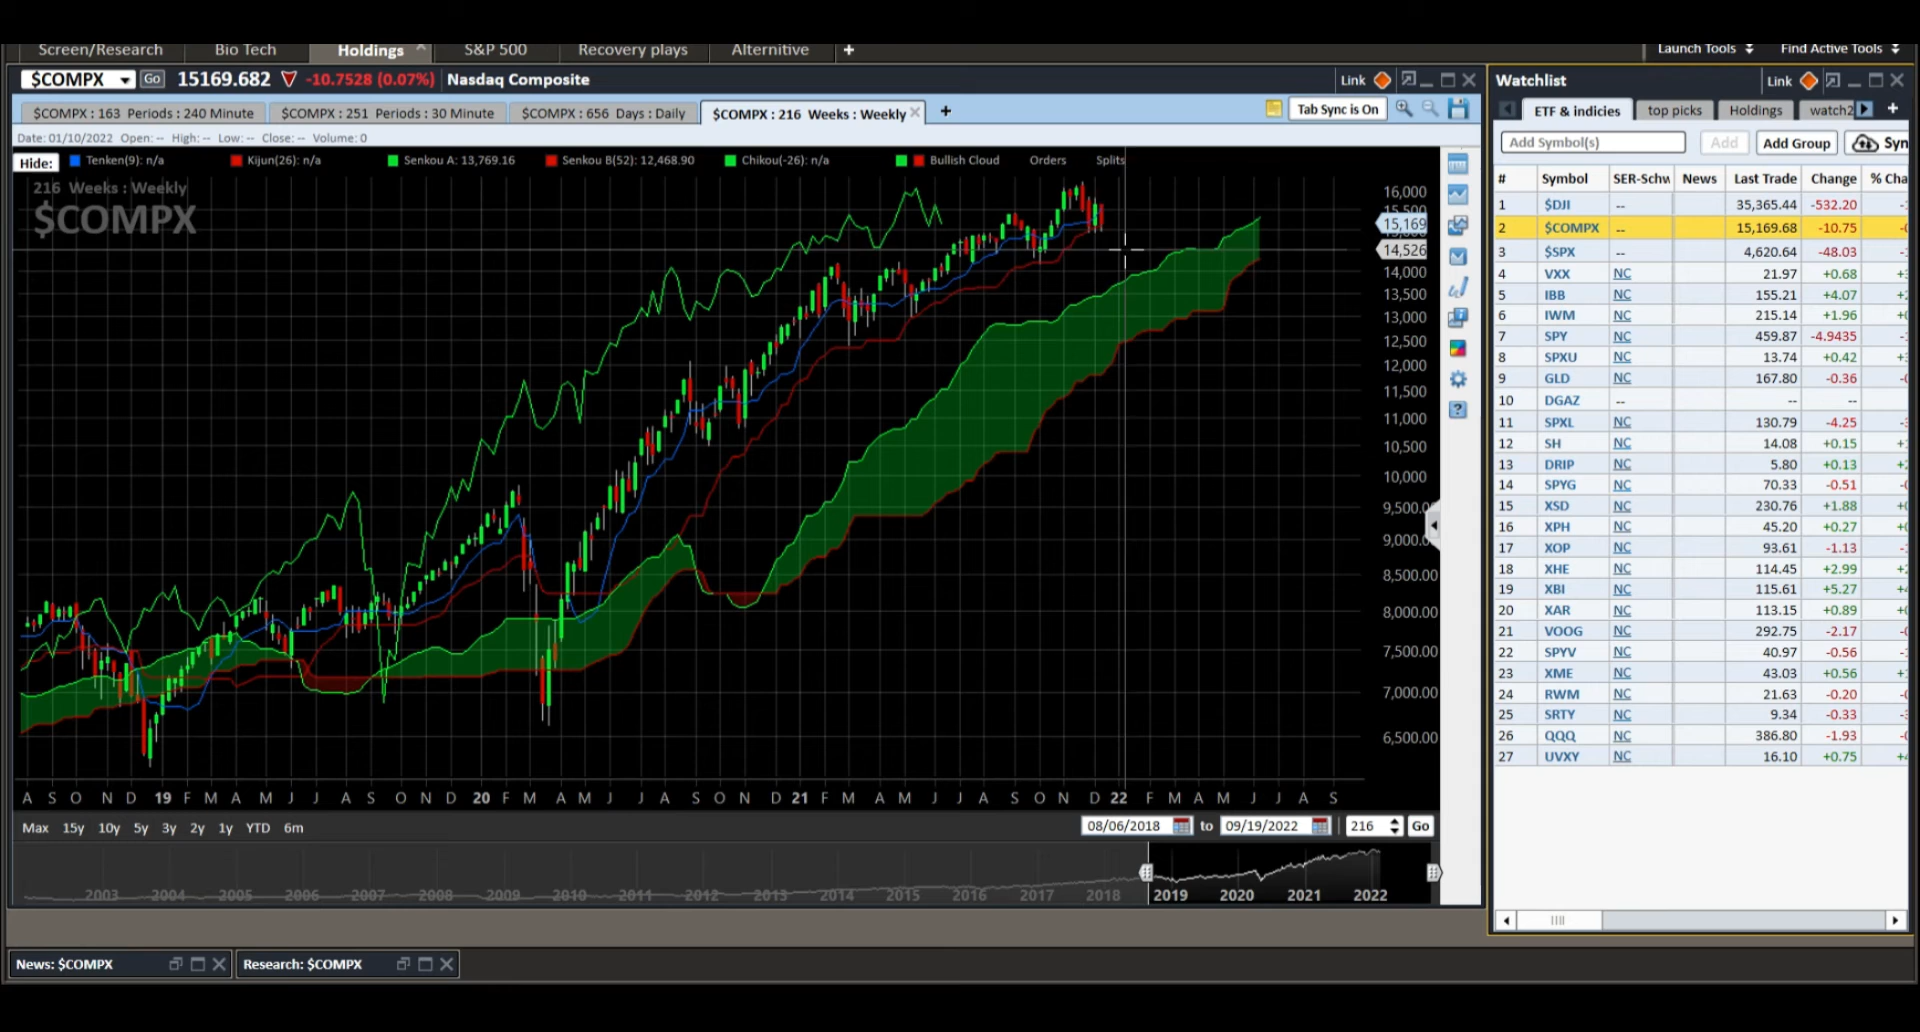 Screen/Research Bio Tech Holdings S&P 500 Recovery plays Alternitive + Launch Tools Find Active Tools
$COMPX Go 15169.682 -10.7528 (0.07%) Nasdaq Composite Link
$COMPX : 163 Periods : 240 Minute $COMPX : 251 Periods : 30 Minute $COMPX : 656 Days : Daily $COMPX : 216 Weeks : Weekly + Tab Sync is On
Date: 01/10/2022 Open: -- High: -- Low: -- Close: -- Volume: 0
Hide: Tenken(9): n/a Kijun(26): n/a Senkou A: 13,769.16 Senkou B(52): 12,468.90 Chikou(-26): n/a Bullish Cloud Orders Splits
216 Weeks : Weekly
$COMPX
16,000
15,169
14,526
14,000
13,500
13,000
12,500
12,000
11,500
11,000
10,500
10,000
9,500.0
9,000.
8,500.00
8,000.00
7,500.00
7,000.00
6,500.00
A S O N D 19 F M A M J J A S O N D 20 F M A M J J A S O N D 21 F M A M J J A S O N D 22 F M A M J J A S
Max 15y 10y 5y 3y 2y 1y YTD 6m 08/06/2018 to 09/19/2022 216 Go
2003 2004 2005 2006 2007 2008 2009 2010 2011 2012 2013 2014 2015 2016 2017 2018 2019 2020 2021 2022
Watchlist Link
ETF & indicies top picks Holdings watch2 +
Add Symbol(s) Add Add Group Syn
# Symbol SER-Schw News Last Trade Change % Cha
1 $DJI -- 35,365.44 -532.20
2 $COMPX -- 15,169.68 -10.75
3 $SPX -- 4,620.64 -48.03
4 VXX NC 21.97 +0.68
5 IBB NC 155.21 +4.07
6 IWM NC 215.14 +1.96
7 SPY NC 459.87 -4.9435
8 SPXU NC 13.74 +0.42
9 GLD NC 167.80 -0.36
10 DGAZ -- -- --
11 SPXL NC 130.79 -4.25
12 SH NC 14.08 +0.15
13 DRIP NC 5.80 +0.13
14 SPYG NC 70.33 -0.51
15 XSD NC 230.76 +1.88
16 XPH NC 45.20 +0.27
17 XOP NC 93.61 -1.13
18 XHE NC 114.45 +2.99
19 XBI NC 115.61 +5.27
20 XAR NC 113.15 +0.89
21 VOOG NC 292.75 -2.17
22 SPYV NC 40.97 -0.56
23 XME NC 43.03 +0.56
24 RWM NC 21.63 -0.20
25 SRTY NC 9.34 -0.33
26 QQQ NC 386.80 -1.93
27 UVXY NC 16.10 +0.75
News: $COMPX Research: $COMPX